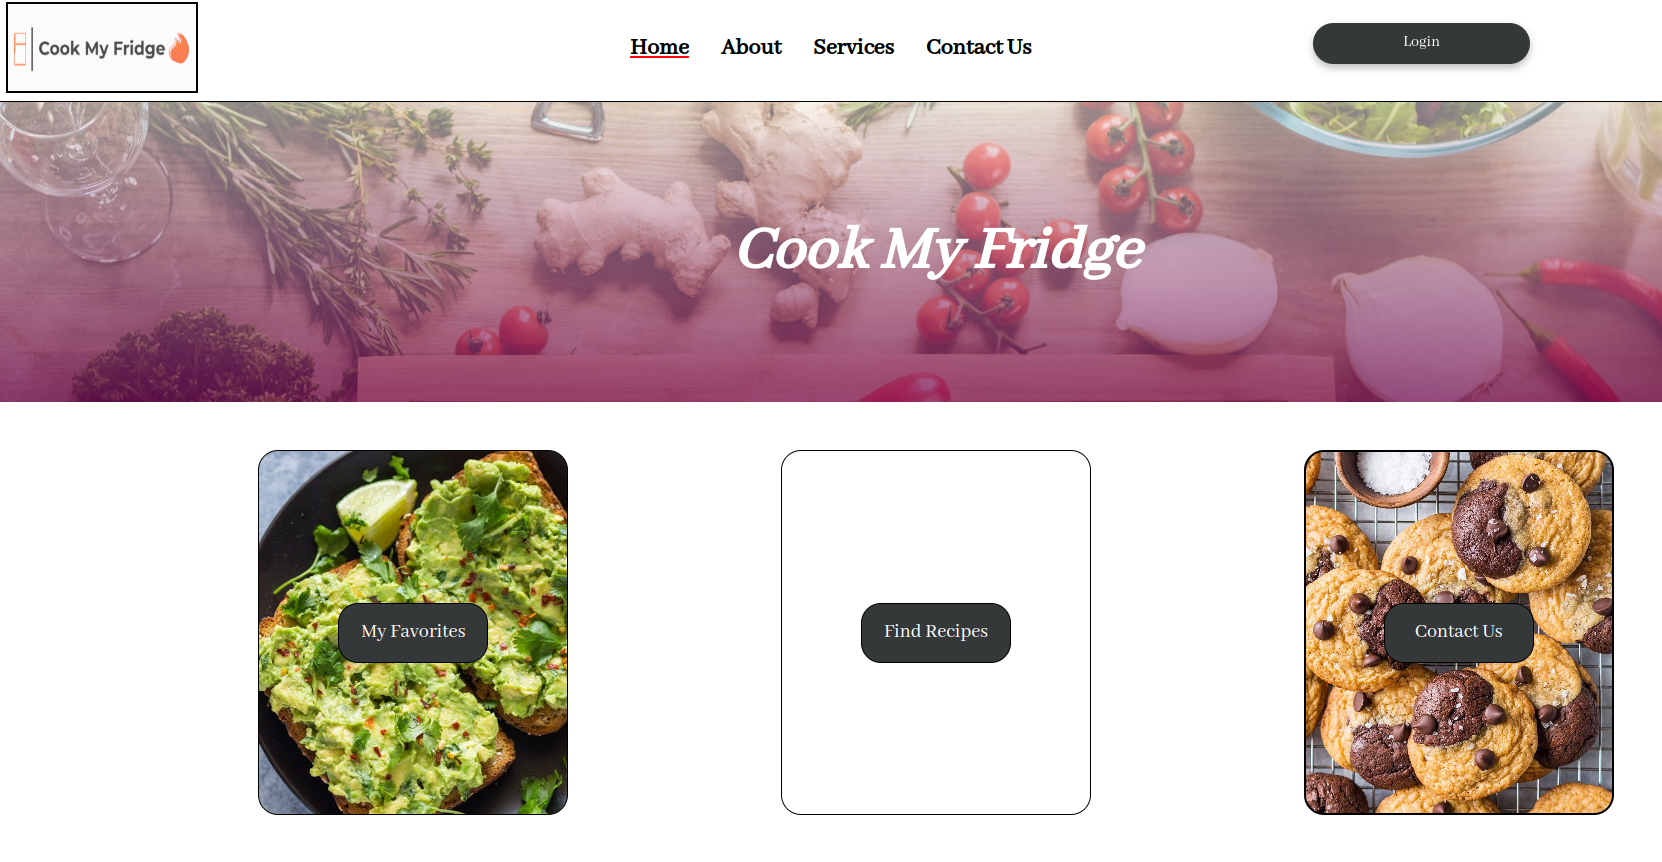 Cook My Fridge
Home About Services Contact Us
Login
Cook My Fridge
My Favorites
Find Recipes
Contact Us